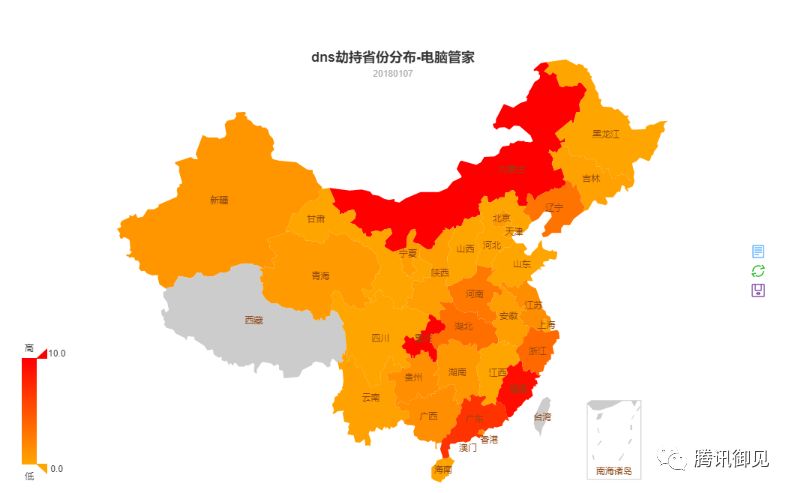 dns劫持省份分布-电脑管家
20180107
黑龙江
内蒙古
吉林
新疆
辽宁
甘肃
北京
天津
宁夏
山西
河北
山东
青海
陕西
河南
江苏
西藏
安徽
上海
湖北
四川
重庆
浙江
高
10.0
贵州
湖南
江西
福建
云南
广西
广东
台湾
香港
澳门
腾讯御见
0.0
低
海南
南海诸岛